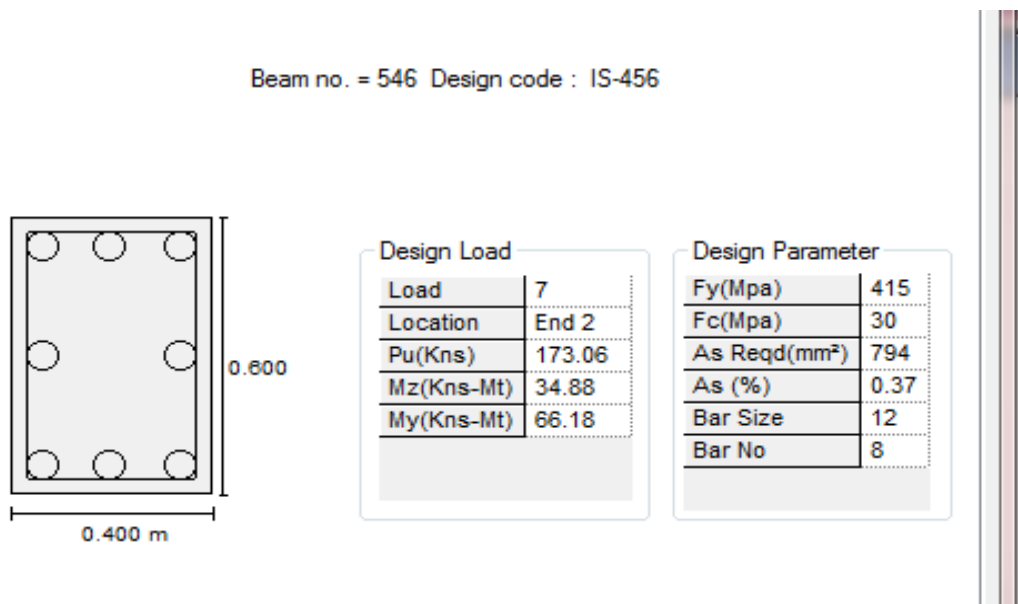 Beam no. = 546 Design code : IS-456
0.600
0.400 m
Design Load
Load 7
Location End 2
Pu(Kns) 173.06
Mz(Kns-Mt) 34.88
My(Kns-Mt) 66.18
Design Parameter
Fy(Mpa) 415
Fc(Mpa) 30
As Reqd(mm²) 794
As (%) 0.37
Bar Size 12
Bar No 8